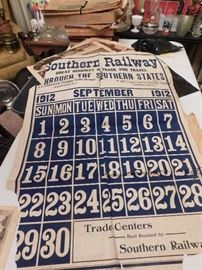 Southern Railway
GREAT HIGHWAY OF TRADE AND TRAVEL
THROUGH THE SOUTHERN STATES
1912 SEPTEMBER 1912
SUN MON TUE WED THU FRI SAT
1 2 3 4 5 6 7
8 9 10 11 12 13 14
15 16 17 18 19 20 21
22 23 24 25 26 27 28
29 30
Trade Centers
Best Reached by
Southern Railway